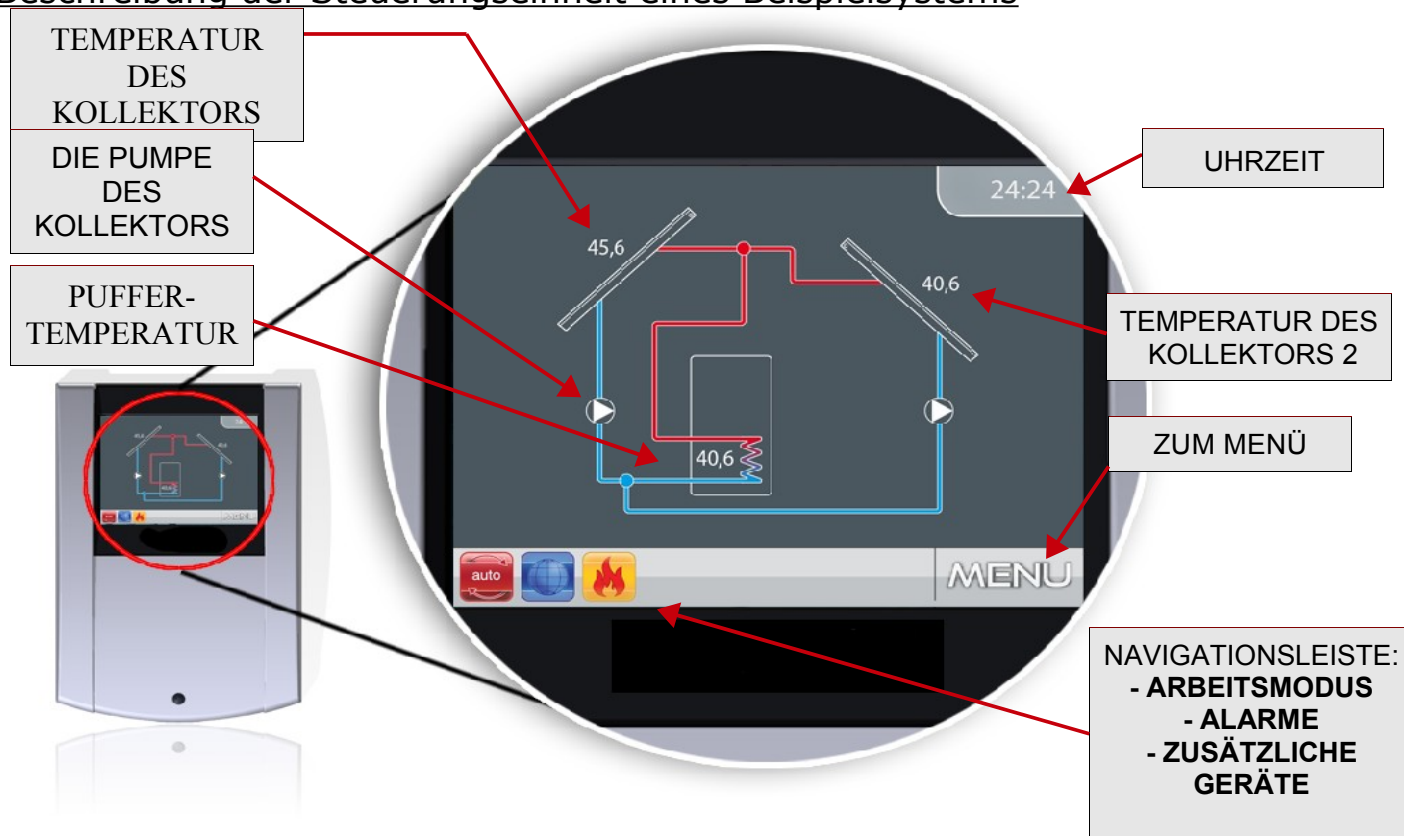 Beschreibung der Steuerungseinheit eines Beispielsystems
TEMPERATUR
DES
KOLLEKTORS
DIE PUMPE
DES
KOLLEKTORS
PUFFER-
TEMPERATUR
UHRZEIT
24:24
45,6
40,6
TEMPERATUR DES
KOLLEKTORS 2
40,6
ZUM MENÜ
auto
MENU
NAVIGATIONSLEISTE:
- ARBEITSMODUS
- ALARME
- ZUSÄTZLICHE
GERÄTE